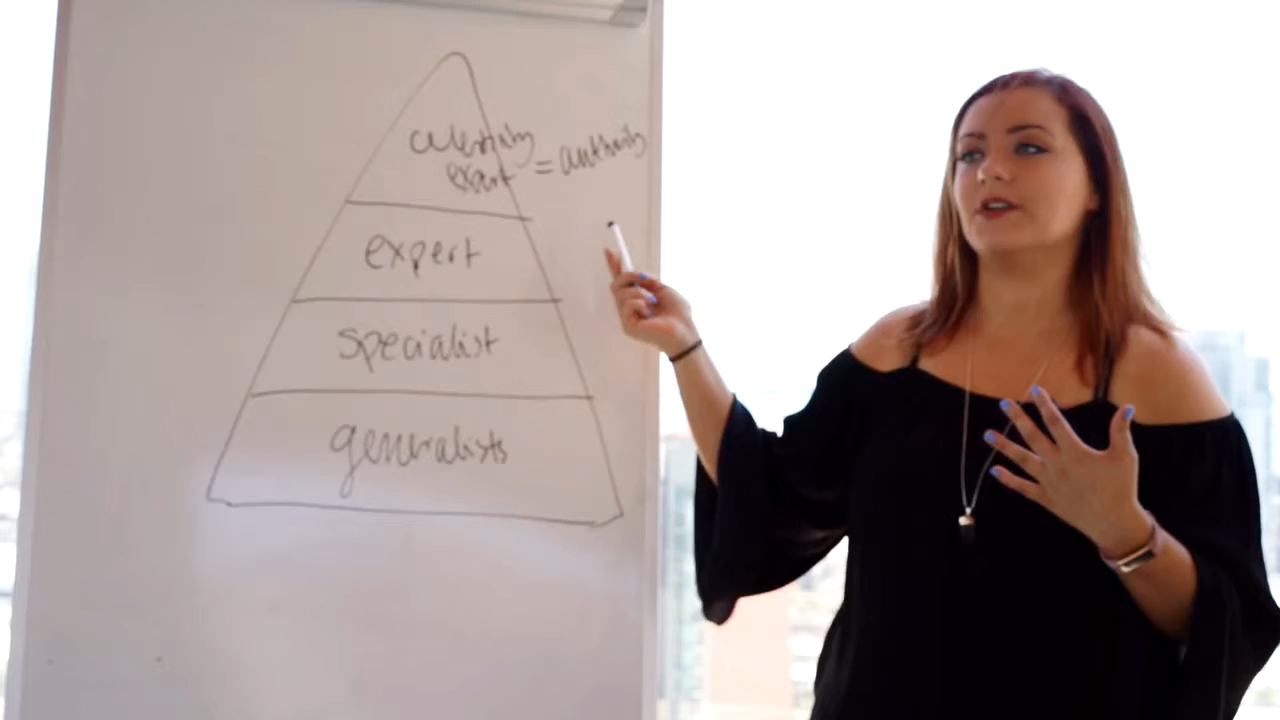 celebrity
expert = authority
expert
specialist
generalists